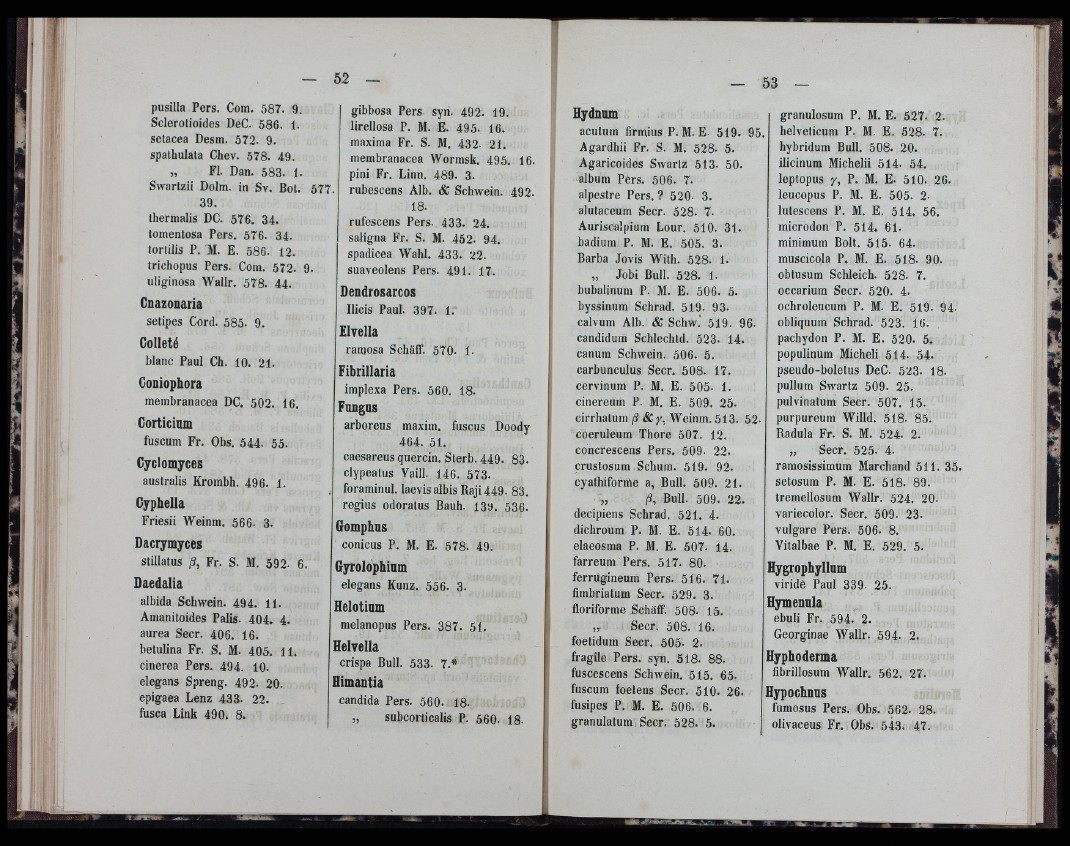 — 52 —
pusilla Pers. Com. 587. 9.
Sclerotioides DeC. 586. 1.
setacea Desm. 572. 9.
spathulata Chev. 578. 49.
„ Fl. Dan. 583. 1.
Swartzii Dolm. in Sv. Bot. 577.
39.
thermalis DC. 576. 34.
tomentosa Pers. 576. 34.
tortilis P. M. E. 586. 12.
trichopus Pers. Com. 572. 9.
uliginosa Wallr. 578. 44.
Cnazonaria
setipes Cord. 585. 9.
Colleté
blanc Paul Ch. 10. 21.
Coniophora
membranacea DC. 502. 16.
Corticium
fuscum Fr. Obs. 544. 55.
Cyclomyces
australis Krombh. 496. 1.
Cyphella
Friesii Weinm. 566. 3.
Dacrymyces
stillatus β, Fr. S. M. 592. 6.
Daedalia
albida Schwein. 494. 11.
Amanitoides Palis. 404. 4.
aurea Secr. 406. 16.
betulina Fr. S. M. 405. 11.
cinerea Pers. 494. 10.
elegans Spreng. 492. 20.
epigaea Lenz 433. 22.
fusca Link 490. 8.
gibbosa Pers. syn. 492. 19.
lirellosa P. M. E. 495. 16.
maxima Fr. S. M. 432. 21.
membranacea Wormsk. 495. 16.
pini Fr. Linn. 489. 3.
rubescens Alb. & Schwein. 492.
18.
rufescens Pers. 433. 24.
saligna Fr. S. M. 452. 94.
spadicea Wahl. 433. 22.
suaveolens Pers. 491. 17.
Dendrosarcos
Ilicis Paul. 397. 1.
Elvella
ramosa Schäff. 570. 1.
Fibrillaria
implexa Pers. 560. 18.
Fungus
arboreus maxim. fuscus Doody
464. 51.
caesareus quercin. Sterb. 449. 83.
clypeatus Vaill. 146. 573.
foraminul. laevis albis Raji 449. 83.
regius odoratus Bauh. 139. 536.
Gomphus
conicus P. M. E. 578. 49.
Gyrolophium
elegans Kunz. 556. 3.
Helotium
melanopus Pers. 387. 51.
Helvella
crispa Bull. 533. 7.*
Himantia
candida Pers. 560. 18.
„ subcorticalis P. 560. 18.
— 53 —
Hydnum
acutum firmius P. M. E. 519. 95.
Agardhii Fr. S. M. 528. 5.
Agaricoides Swartz 513. 50.
album Pers. 506. 7.
alpestre Pers. ? 520. 3.
alutaceum Secr. 528. 7.
Auriscalpium Lour. 510. 31.
badium P. M. E. 505. 3.
Barba Jovis With. 528. 1.
„ Jobi Bull. 528. 1.
bubalinum P. M. E. 506. 5.
byssinum Schrad. 519. 93.
calvum Alb. & Schw. 519. 96.
candidum Schlechtd. 523. 14.
canum Schwein. 506. 5.
carbunculus Secr. 508. 17.
cervinum P. M. E. 505. 1.
cinereum P. M. E. 509. 25.
cirrhatum β & γ, Weinm. 513. 52.
coeruleum Thore 507. 12.
concrescens Pers. 509. 22.
crustosum Schum. 519. 92.
cyathiforme a, Bull. 509. 21.
„ β, Bull. 509. 22.
decipiens Schrad. 521. 4.
dichroum P. M. E. 514. 60.
elaeosma P. M. E. 507. 14.
farreum Pers. 517. 80.
ferrugineum Pers. 516. 71.
fimbriatum Secr. 529. 3.
floriforme Schäff. 508. 15.
„ Secr. 508. 16.
foetidum Secr. 505. 2.
fragile Pers. syn. 518. 88.
fuscescens Schwein. 515. 65.
fuscum foetens Secr. 510. 26.
fusipes P. M. E. 506. 6.
granulatum Secr. 528. 5.
granulosum P. M. E. 527. 2.
helveticum P. M. E. 528. 7.
hybridum Bull. 508. 20.
ilicinum Michelii 514. 54.
leptopus γ, P. M. E. 510. 26.
leucopus P. M. E. 505. 2.
lutescens P. M. E. 514. 56.
microdon P. 514. 61.
minimum Bolt. 515. 64.
muscicola P. M. E. 518. 90.
obtusum Schleich. 528. 7.
occarium Secr. 520. 4.
ochroleucum P. M. E. 519. 94.
obliquum Schrad. 523. 16.
pachydon P. M. E. 520. 5.
populinum Micheli 514. 54.
pseudo-boletus DeC. 523. 18.
pullum Swartz 509. 25.
pulvinatum Secr. 507. 15.
purpureum Willd. 518. 85.
Radula Fr. S. M. 524. 2.
„ Secr. 525. 4.
ramosissimum Marchand 511. 35.
setosum P. M. E. 518. 89.
tremellosum Wallr. 524. 20.
variecolor. Secr. 509. 23.
vulgare Pers. 506. 8.
Vitalbae P. M. E. 529. 5.
Hygrophyllum
viride Paul 339. 25.
Hymenula
ebuli Fr. 594. 2.
Georginae Wallr. 594. 2.
Hyphoderma
fibrillosum Wallr. 562. 27.
Hypochnus
fumosus Pers. Obs. 562. 28.
olivaceus Fr. Obs. 543. 47.